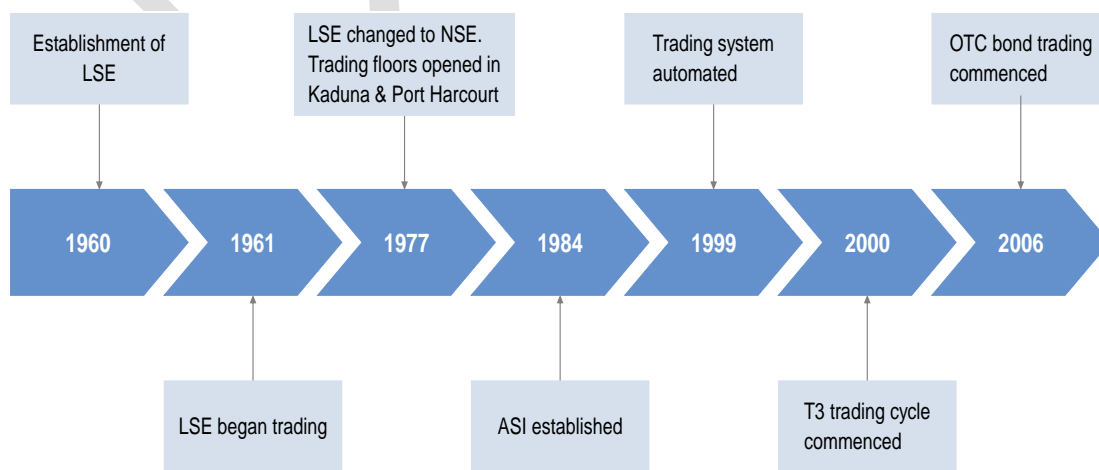 Establishment of
LSE
LSE changed to NSE.
Trading floors opened in
Kaduna & Port Harcourt
Trading system
automated
OTC bond trading
commenced
1960
1961
1977
1984
1999
2000
2006
LSE began trading
ASI established
T3 trading cycle
commenced